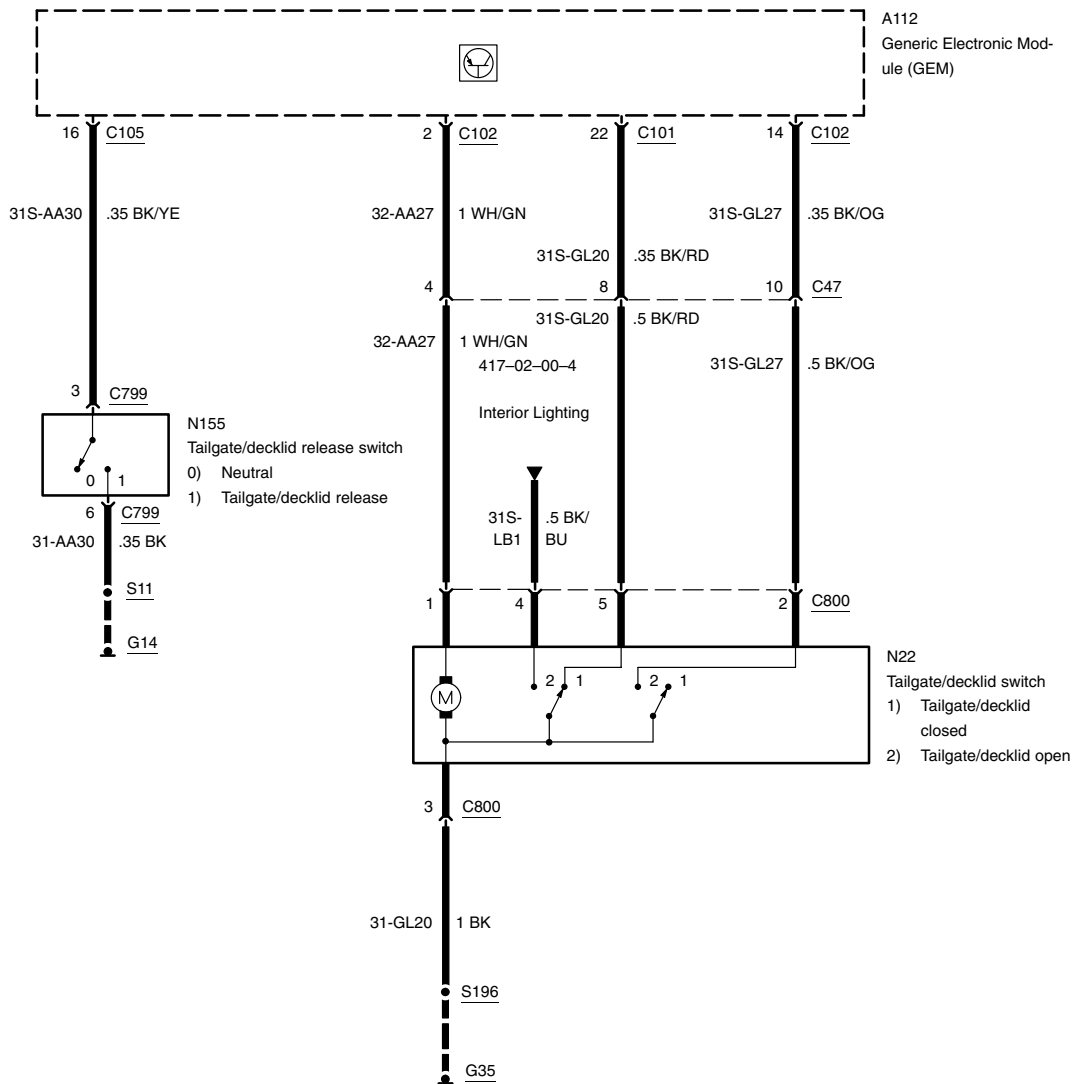 A112
Generic Electronic Mod-
ule (GEM)
16 C105
2 C102
22 C101
14 C102
31S-AA30 .35 BK/YE
32-AA27 1 WH/GN
31S-GL27 .35 BK/OG
31S-GL20 .35 BK/RD
4
8
10 C47
31S-GL20 .5 BK/RD
32-AA27 1 WH/GN
417–02–00–4
31S-GL27 .5 BK/OG
3 C799
Interior Lighting
N155
Tailgate/decklid release switch
0) Neutral
1) Tailgate/decklid release
0 1
6 C799
31-AA30 .35 BK
31S-
LB1
.5 BK/
BU
S11
G14
1
4
5
2 C800
N22
Tailgate/decklid switch
1) Tailgate/decklid
closed
2) Tailgate/decklid open
M
2 1
2 1
3 C800
31-GL20 1 BK
S196
G35